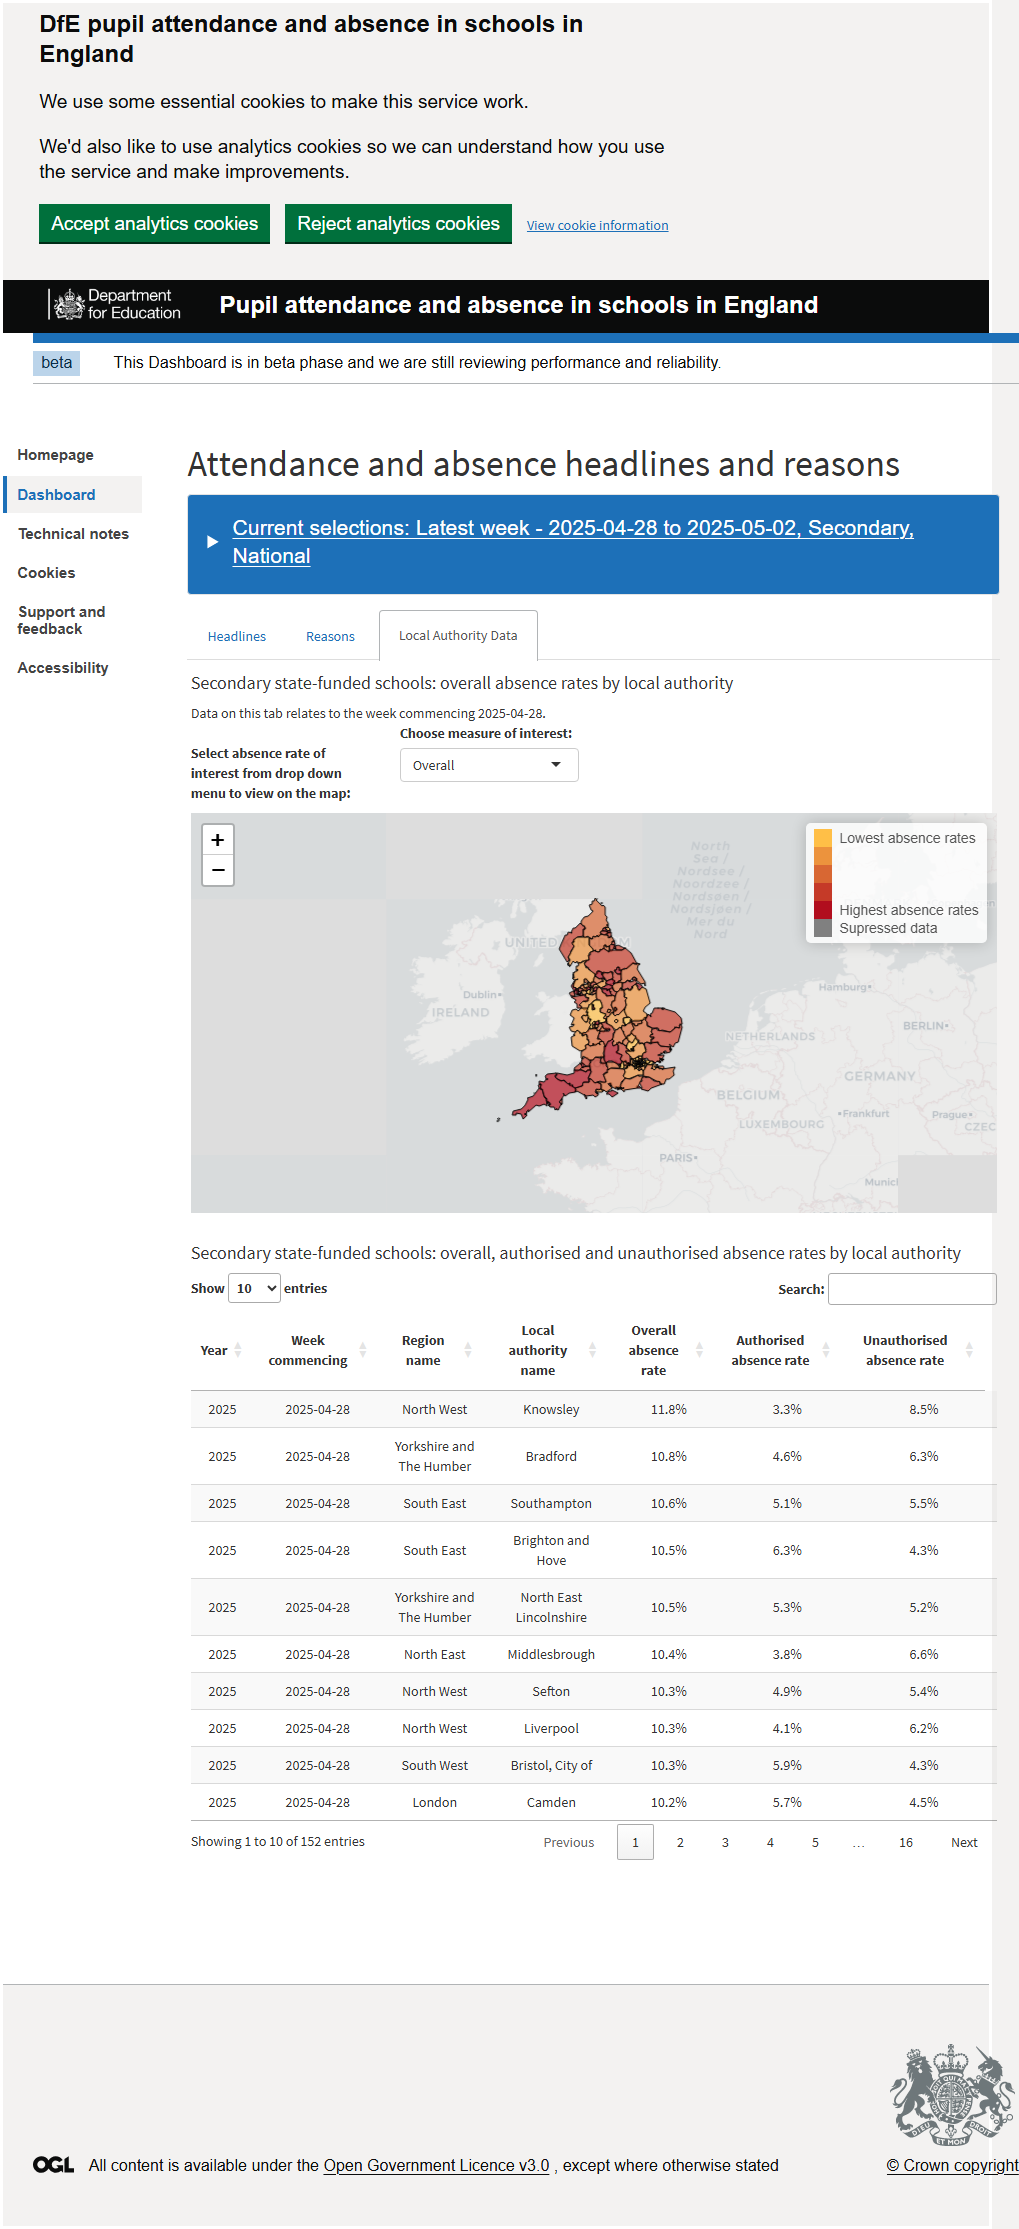 DfE pupil attendance and absence in schools in
England
We use some essential cookies to make this service work.
We'd also like to use analytics cookies so we can understand how you use
the service and make improvements.
Accept analytics cookies Reject analytics cookies View cookie information
Department
for Education
Pupil attendance and absence in schools in England
beta This Dashboard is in beta phase and we are still reviewing performance and reliability.
Homepage
Dashboard
Technical notes
Cookies
Support and
feedback
Accessibility
Attendance and absence headlines and reasons
Current selections: Latest week - 2025-04-28 to 2025-05-02, Secondary,
National
Headlines Reasons Local Authority Data
Secondary state-funded schools: overall absence rates by local authority
Data on this tab relates to the week commencing 2025-04-28.
Select absence rate of
interest from drop down
menu to view on the map:
Choose measure of interest:
Overall
+
−
North
Sea /
Nordsee /
Noordzee /
Nordsøen /
Nordsjøen /
Mer du
Nord
Lowest absence rates
Highest absence rates
Supressed data
UNITED KINGDOM
Dublin
IRELAND
Hamburg
BERLIN
NETHERLANDS
GERMANY
BELGIUM
Frankfurt
Prague
LUXEMBOURG
CZEC
PARIS
Munich
Secondary state-funded schools: overall, authorised and unauthorised absence rates by local authority
Show 10 entries Search:
Year Week commencing Region name Local authority name Overall absence rate Authorised absence rate Unauthorised absence rate
2025 2025-04-28 North West Knowsley 11.8% 3.3% 8.5%
2025 2025-04-28 Yorkshire and The Humber Bradford 10.8% 4.6% 6.3%
2025 2025-04-28 South East Southampton 10.6% 5.1% 5.5%
2025 2025-04-28 South East Brighton and Hove 10.5% 6.3% 4.3%
2025 2025-04-28 Yorkshire and The Humber North East Lincolnshire 10.5% 5.3% 5.2%
2025 2025-04-28 North East Middlesbrough 10.4% 3.8% 6.6%
2025 2025-04-28 North West Sefton 10.3% 4.9% 5.4%
2025 2025-04-28 North West Liverpool 10.3% 4.1% 6.2%
2025 2025-04-28 South West Bristol, City of 10.3% 5.9% 4.3%
2025 2025-04-28 London Camden 10.2% 5.7% 4.5%
Showing 1 to 10 of 152 entries Previous 1 2 3 4 5 … 16 Next
OGL All content is available under the Open Government Licence v3.0 , except where otherwise stated
© Crown copyright